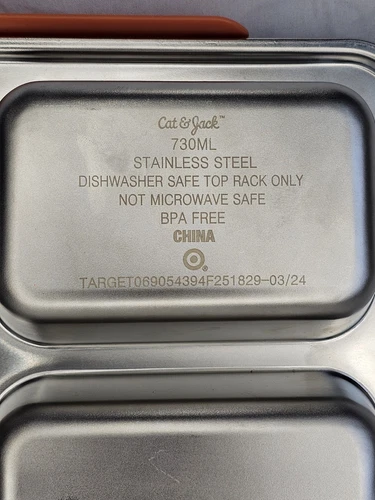 Cat & Jack™
730ML
STAINLESS STEEL
DISHWASHER SAFE TOP RACK ONLY
NOT MICROWAVE SAFE
BPA FREE
CHINA
®
TARGET069054394F251829-03/24